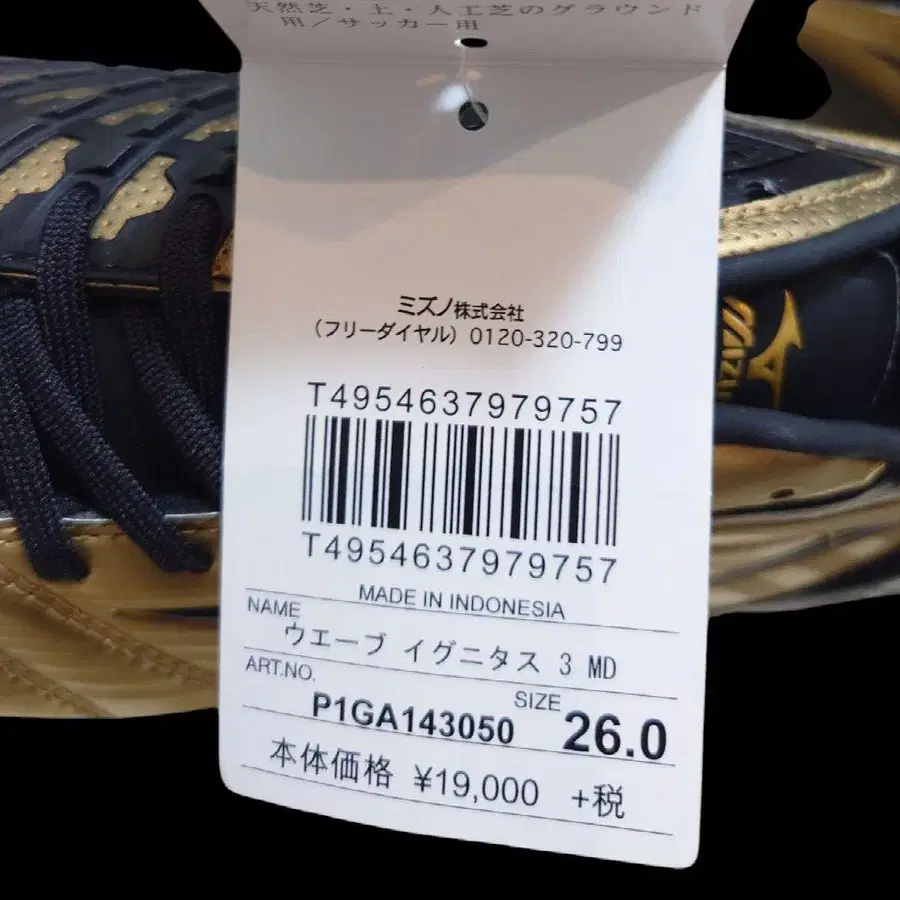 天然芝・土・人工芝のグラウンド
用/サッカー用
ミズノ株式会社
(フリーダイヤル) 0120-320-799
T4954637979757
T4954637979757
MADE IN INDONESIA
NAME
ウエーブ イグニタス 3 MD
ART.NO.
P1GA143050
SIZE
26.0
本体価格 ¥19,000 +税
MIZUNO